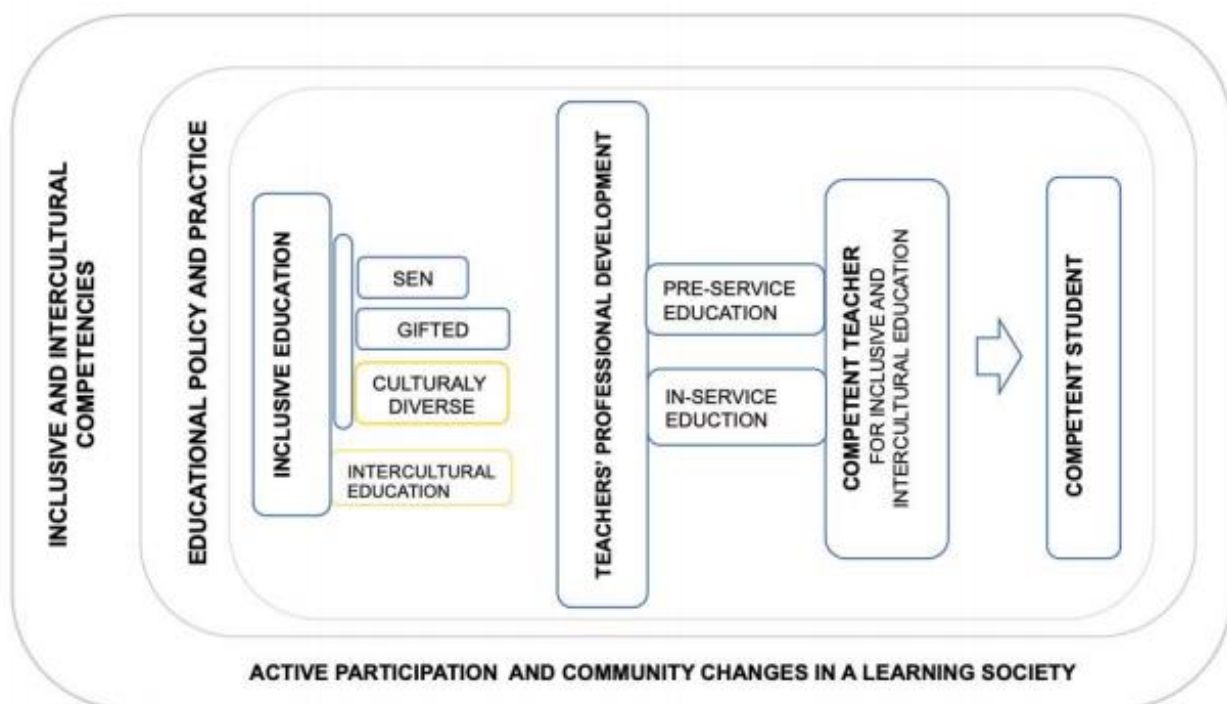 INCLUSIVE AND INTERCULTURAL
COMPETENCIES
EDUCATIONAL POLICY AND PRACTICE
INCLUSIVE EDUCATION
SEN
GIFTED
CULTURALY
DIVERSE
INTERCULTURAL
EDUCATION
TEACHERS' PROFESSIONAL DEVELOPMENT
PRE-SERVICE
EDUCATION
IN-SERVICE
EDUCTION
COMPETENT TEACHER
FOR INCLUSIVE AND
INTERCULTURAL EDUCATION
COMPETENT STUDENT
ACTIVE PARTICIPATION AND COMMUNITY CHANGES IN A LEARNING SOCIETY